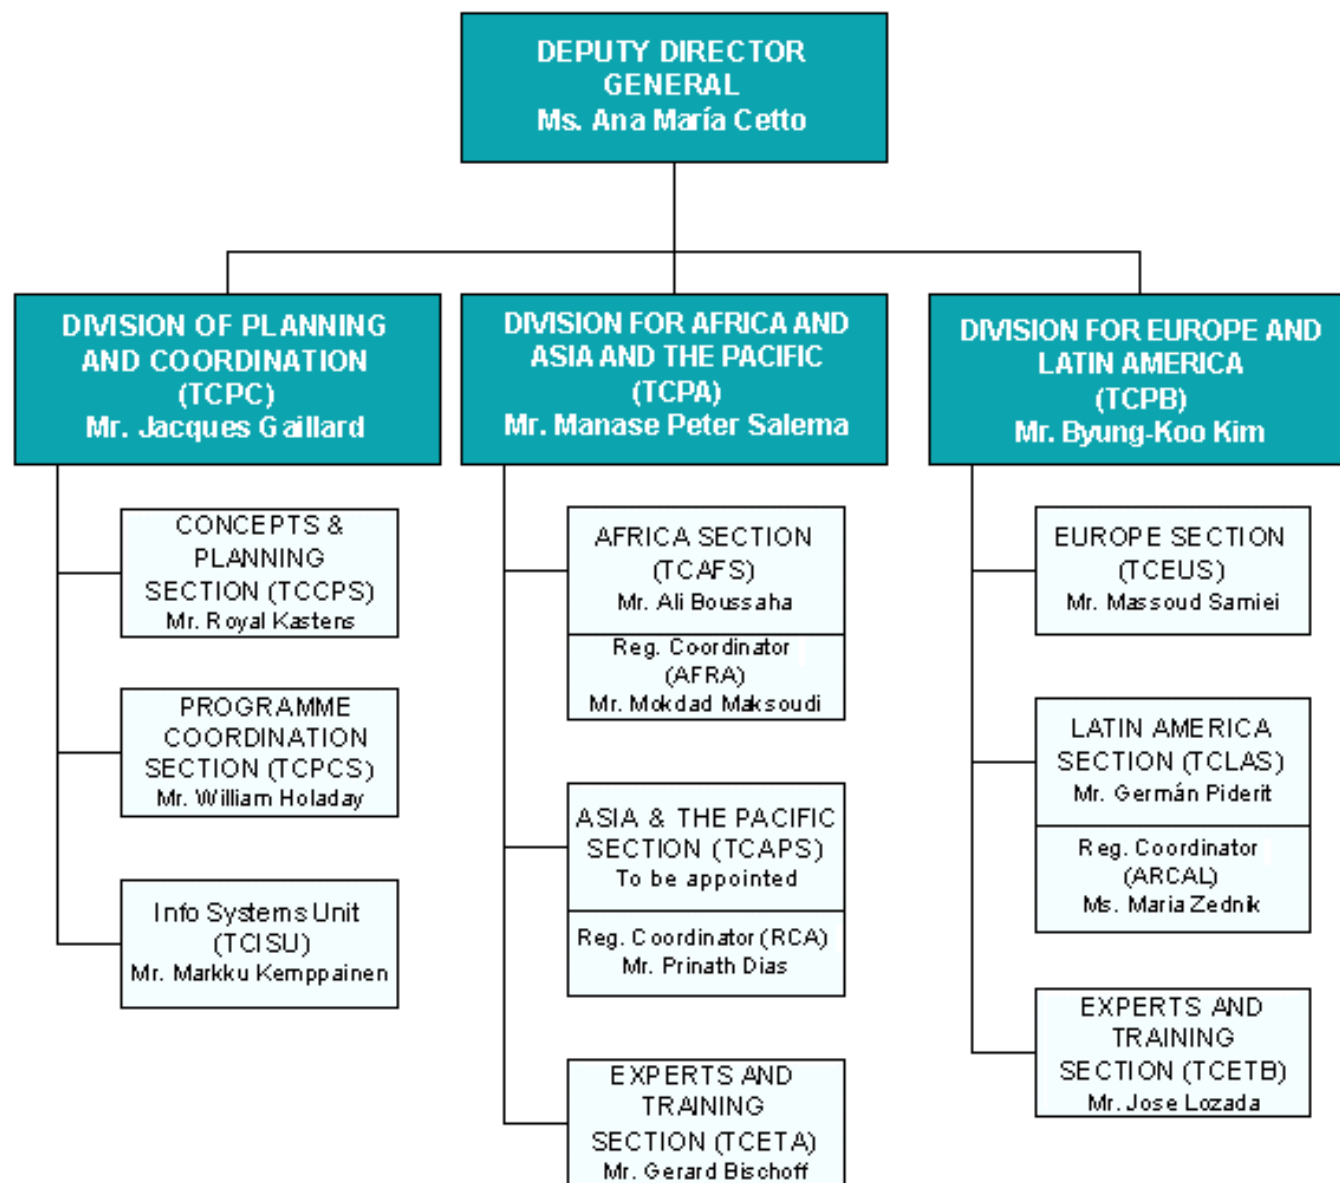 DEPUTY DIRECTOR
GENERAL
Ms. Ana María Cetto
DIVISION OF PLANNING
AND COORDINATION
(TCPC)
Mr. Jacques Gaillard
DIVISION FOR AFRICA AND
ASIA AND THE PACIFIC
(TCPA)
Mr. Manase Peter Salema
DIVISION FOR EUROPE AND
LATIN AMERICA
(TCPB)
Mr. Byung-Koo Kim
CONCEPTS &
PLANNING
SECTION (TCCPS)
Mr. Royal Kastens
PROGRAMME
COORDINATION
SECTION (TCPCS)
Mr. William Holaday
Info Systems Unit
(TCISU)
Mr. Markku Kemppainen
AFRICA SECTION
(TCAFS)
Mr. Ali Boussaha
Reg. Coordinator
(AFRA)
Mr. Mokdad Maksoudi
ASIA & THE PACIFIC
SECTION (TCAPS)
To be appointed
Reg. Coordinator (RCA)
Mr. Prinath Dias
EXPERTS AND
TRAINING
SECTION (TCETA)
Mr. Gerard Bischoff
EUROPE SECTION
(TCEUS)
Mr. Massoud Samiei
LATIN AMERICA
SECTION (TCLAS)
Mr. Germán Piderit
Reg. Coordinator
(ARCAL)
Ms. Maria Zednik
EXPERTS AND
TRAINING
SECTION (TCETB)
Mr. Jose Lozada